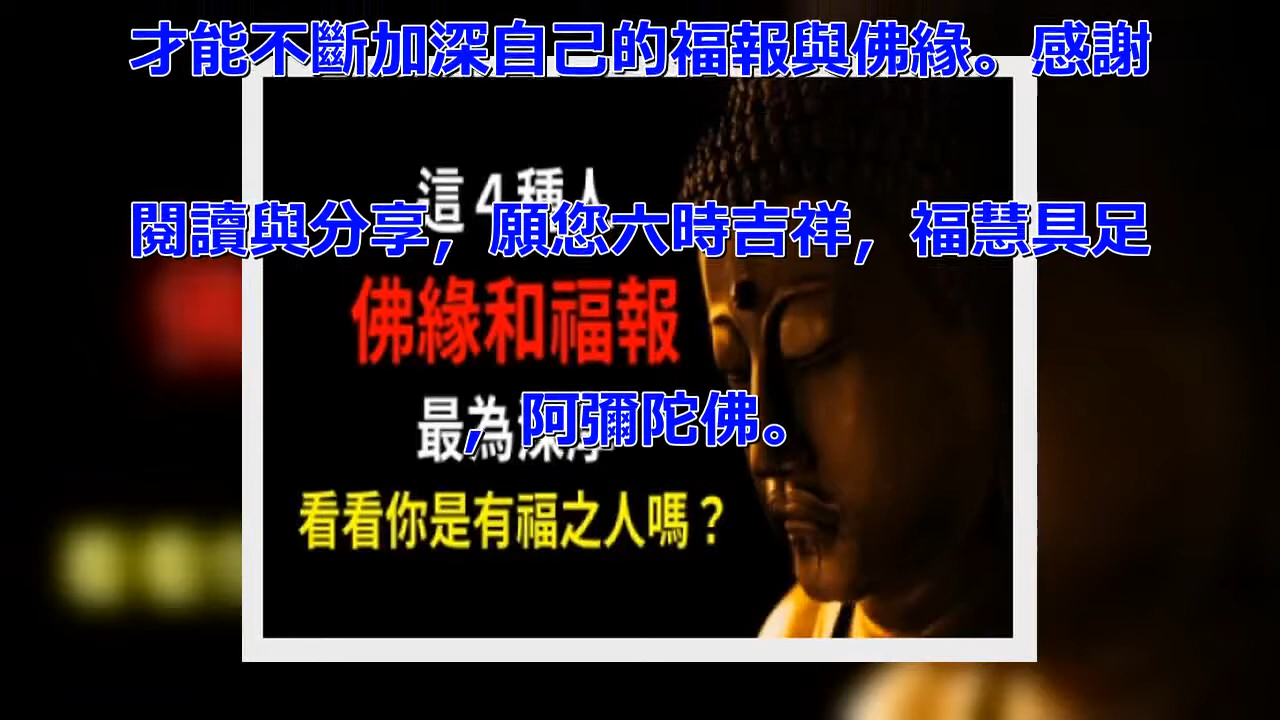 才能不斷加深自己的福報與佛緣。感謝
這4種人
閱讀與分享，願您六時吉祥，福慧具足
佛緣和福報
最為
，阿彌陀佛。
看看你是有福之人嗎？